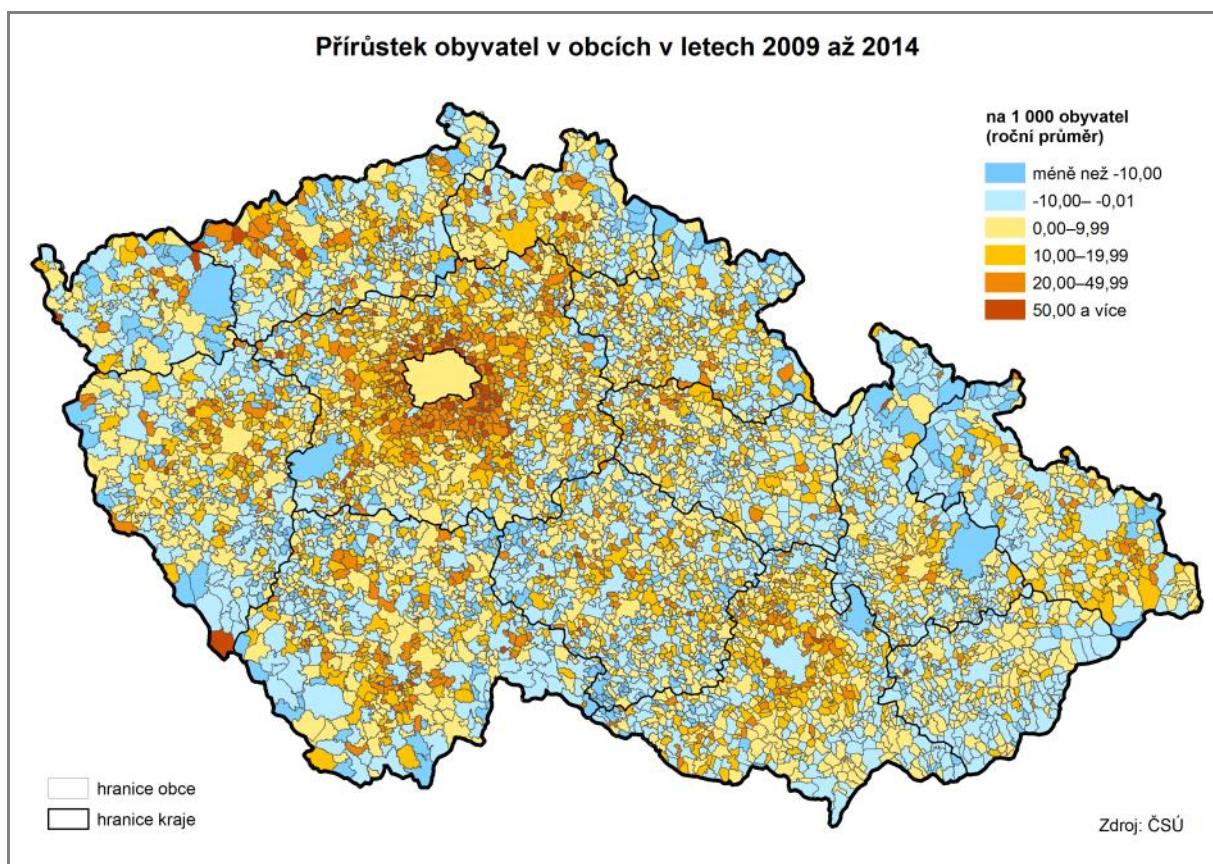 Přírůstek obyvatel v obcích v letech 2009 až 2014
na 1 000 obyvatel
(roční průměr)
méně než -10,00
-10,00– -0,01
0,00–9,99
10,00–19,99
20,00–49,99
50,00 a více
hranice obce
hranice kraje
Zdroj: ČSÚ